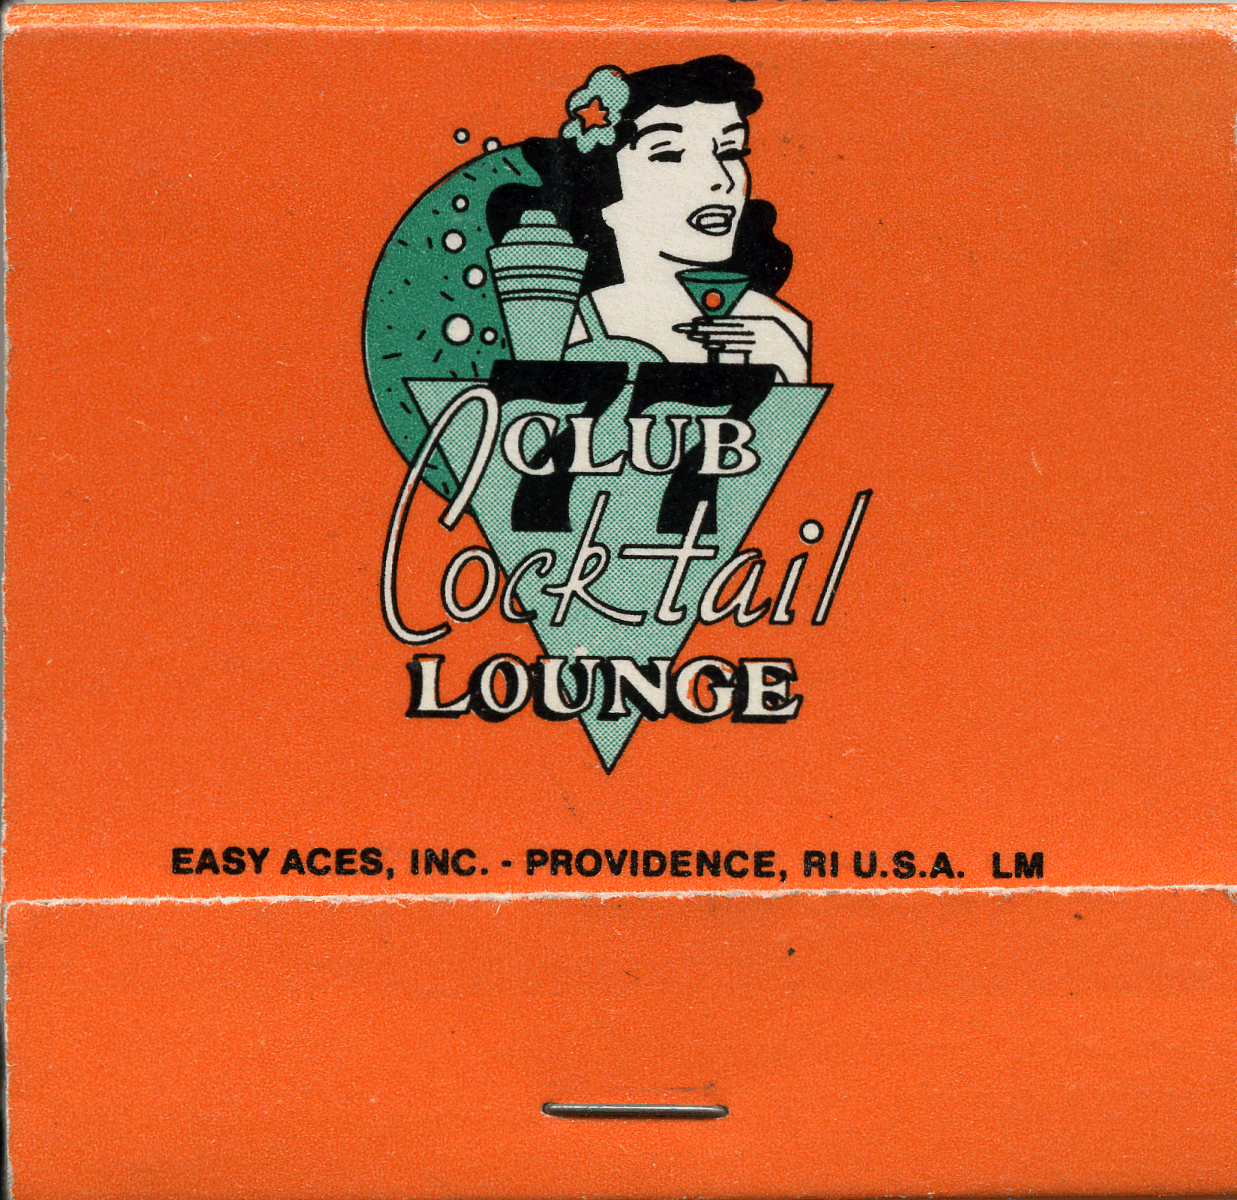 77
CLUB
Cocktail
LOUNGE
EASY ACES, INC. - PROVIDENCE, RI U.S.A. LM